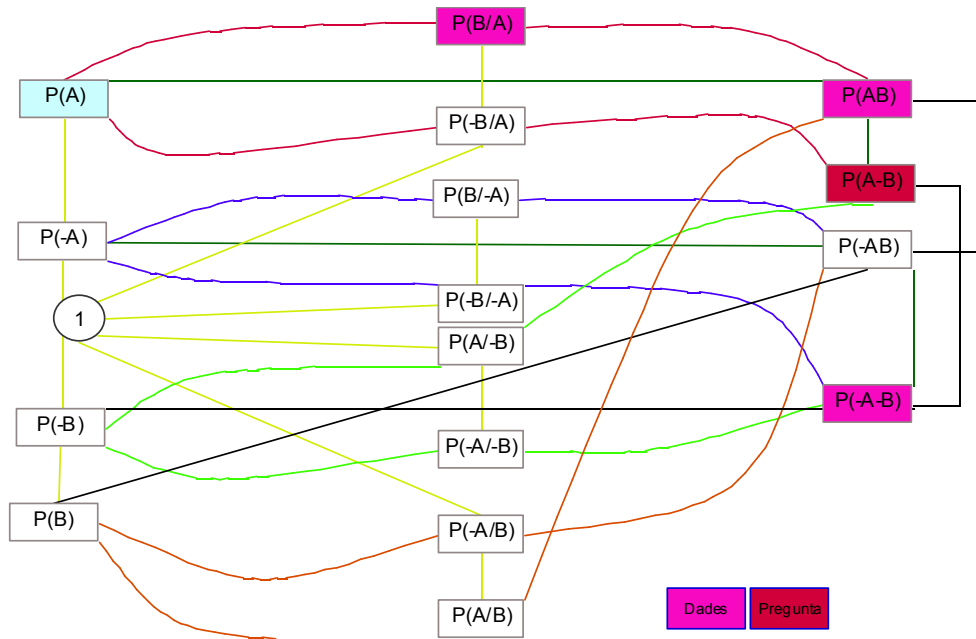 P(B/A)
P(A)
P(AB)
P(-B/A)
P(A-B)
P(B/-A)
P(-A)
P(-AB)
P(-B/-A)
1
P(A/-B)
P(-A-B)
P(-B)
P(-A/-B)
P(B)
P(-A/B)
P(A/B)
Dades
Pregunta